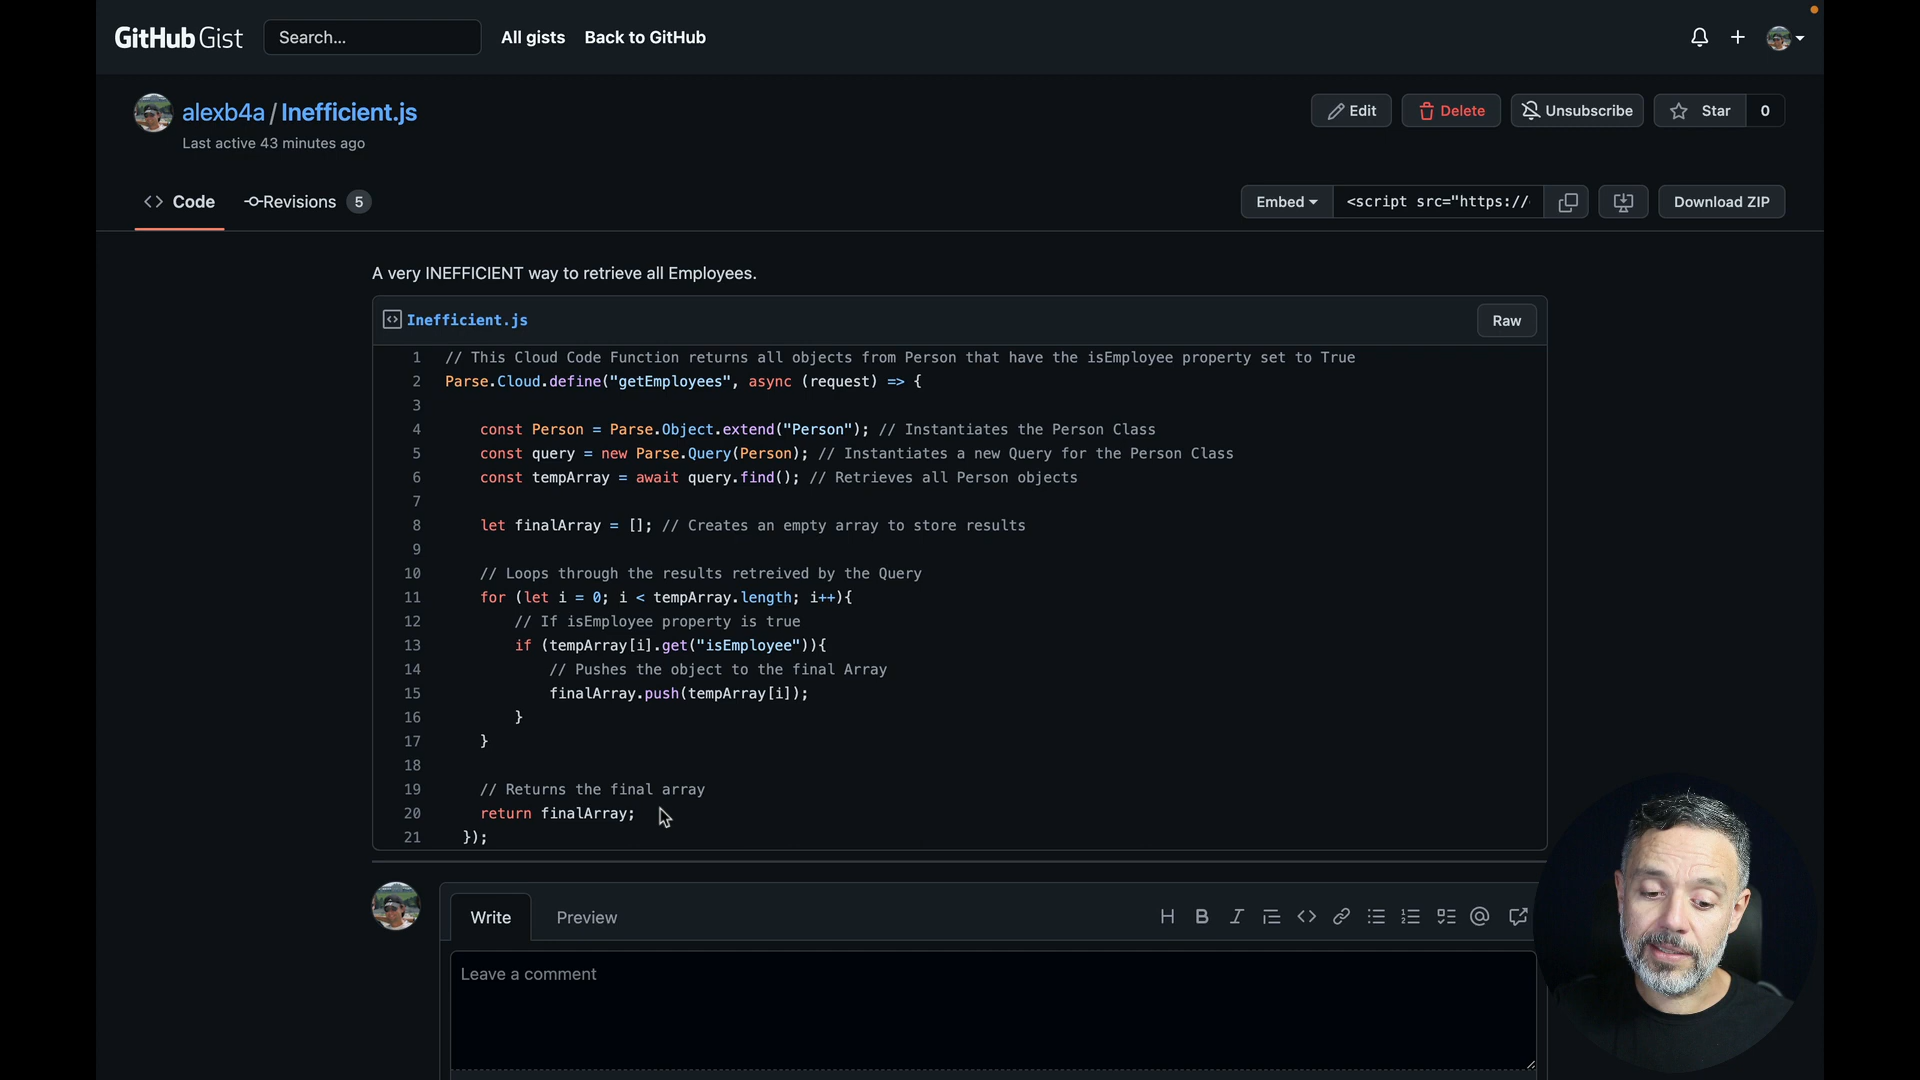 GitHub Gist Search... All gists Back to GitHub
alexb4a / Inefficient.js
Edit Delete Unsubscribe Star 0
Last active 43 minutes ago
<> Code Revisions 5
Embed <script src="https:// Download ZIP
A very INEFFICIENT way to retrieve all Employees.
Inefficient.js Raw
1 // This Cloud Code Function returns all objects from Person that have the isEmployee property set to True
2 Parse.Cloud.define("getEmployees", async (request) => {
3
4 const Person = Parse.Object.extend("Person"); // Instantiates the Person Class
5 const query = new Parse.Query(Person); // Instantiates a new Query for the Person Class
6 const tempArray = await query.find(); // Retrieves all Person objects
7
8 let finalArray = []; // Creates an empty array to store results
9
10 // Loops through the results retreived by the Query
11 for (let i = 0; i < tempArray.length; i++){
12 // If isEmployee property is true
13 if (tempArray[i].get("isEmployee")){
14 // Pushes the object to the final Array
15 finalArray.push(tempArray[i]);
16 }
17 }
18
19 // Returns the final array
20 return finalArray;
21 });
Write Preview
Leave a comment